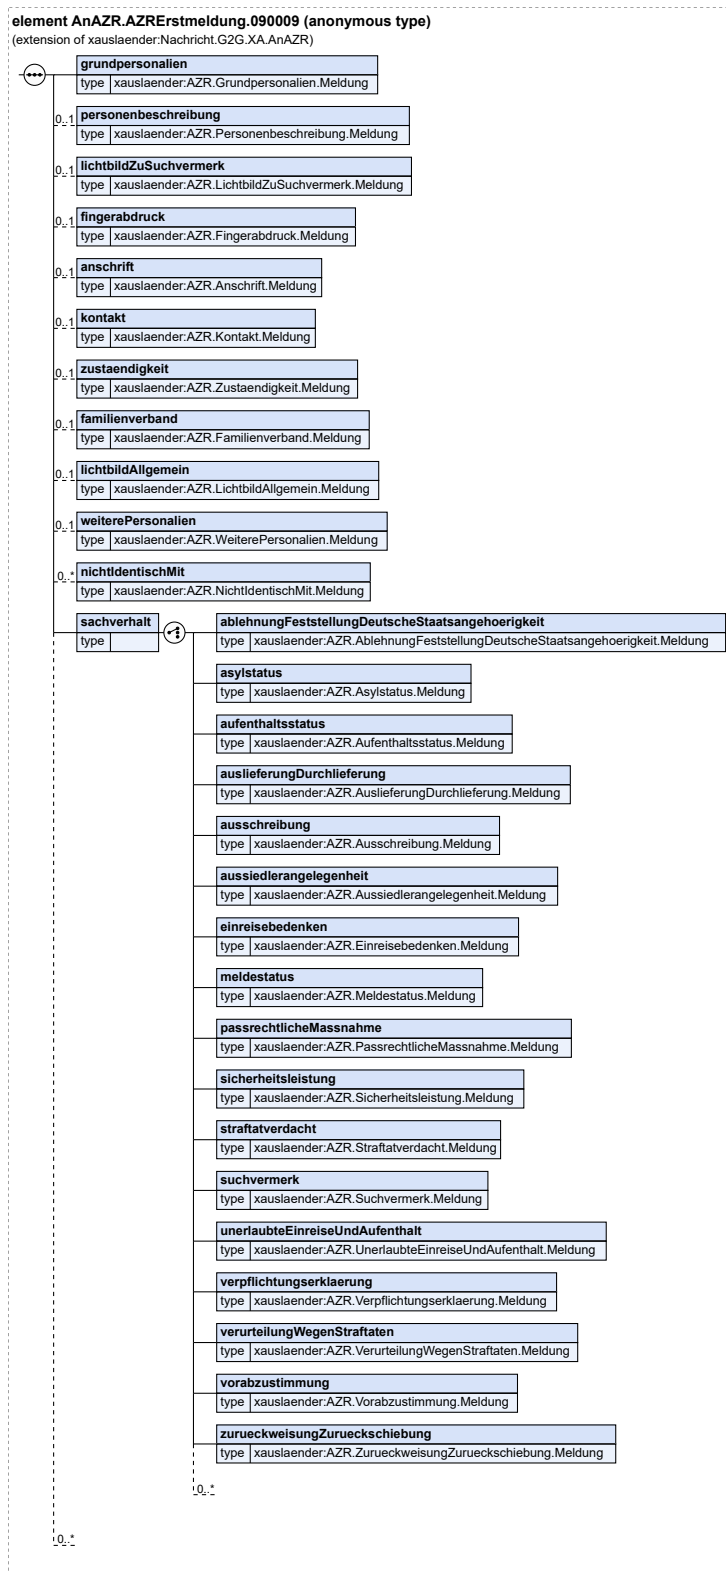 element AnAZR.AZRErstmeldung.090009 (anonymous type)
(extension of xauslaender:Nachricht.G2G.XA.AnAZR)
grundpersonalien
type xauslaender:AZR.Grundpersonalien.Meldung
0..1 personenbeschreibung
type xauslaender:AZR.Personenbeschreibung.Meldung
0..1 lichtbildZuSuchvermerk
type xauslaender:AZR.LichtbildZuSuchvermerk.Meldung
0..1 fingerabdruck
type xauslaender:AZR.Fingerabdruck.Meldung
0..1 anschrift
type xauslaender:AZR.Anschrift.Meldung
0..1 kontakt
type xauslaender:AZR.Kontakt.Meldung
0..1 zustaendigkeit
type xauslaender:AZR.Zustaendigkeit.Meldung
0..1 familienverband
type xauslaender:AZR.Familienverband.Meldung
0..1 lichtbildAllgemein
type xauslaender:AZR.LichtbildAllgemein.Meldung
0..1 weiterePersonalien
type xauslaender:AZR.WeiterePersonalien.Meldung
0..* nichtIdentischMit
type xauslaender:AZR.NichtIdentischMit.Meldung
sachverhalt
type
ablehnungFeststellungDeutscheStaatsangehoerigkeit
type xauslaender:AZR.AblehnungFeststellungDeutscheStaatsangehoerigkeit.Meldung
asylstatus
type xauslaender:AZR.Asylstatus.Meldung
aufenthaltsstatus
type xauslaender:AZR.Aufenthaltsstatus.Meldung
auslieferungDurchlieferung
type xauslaender:AZR.AuslieferungDurchlieferung.Meldung
ausschreibung
type xauslaender:AZR.Ausschreibung.Meldung
aussiedlerangelegenheit
type xauslaender:AZR.Aussiedlerangelegenheit.Meldung
einreisebedenken
type xauslaender:AZR.Einreisebedenken.Meldung
meldestatus
type xauslaender:AZR.Meldestatus.Meldung
passrechtlicheMassnahme
type xauslaender:AZR.PassrechtlicheMassnahme.Meldung
sicherheitsleistung
type xauslaender:AZR.Sicherheitsleistung.Meldung
straftatverdacht
type xauslaender:AZR.Straftatverdacht.Meldung
suchvermerk
type xauslaender:AZR.Suchvermerk.Meldung
unerlaubteEinreiseUndAufenthalt
type xauslaender:AZR.UnerlaubteEinreiseUndAufenthalt.Meldung
verpflichtungserklaerung
type xauslaender:AZR.Verpflichtungserklaerung.Meldung
verurteilungWegenStraftaten
type xauslaender:AZR.VerurteilungWegenStraftaten.Meldung
vorabzustimmung
type xauslaender:AZR.Vorabzustimmung.Meldung
zurueckweisungZurueckschiebung
type xauslaender:AZR.ZurueckweisungZurueckschiebung.Meldung
0..*
0..*